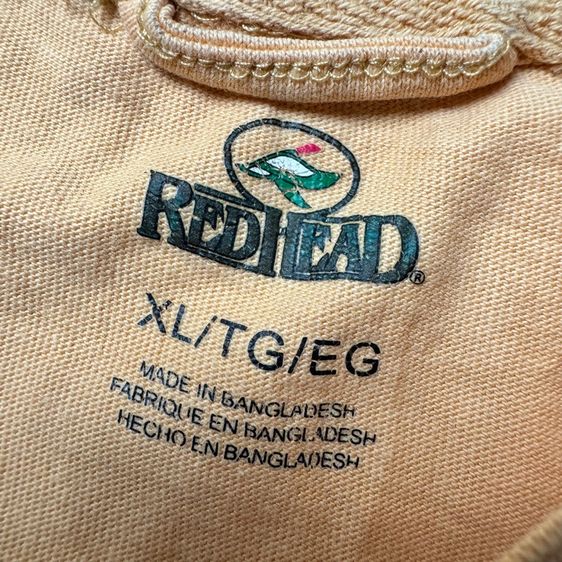 REDHEAD®
XL/TG/EG
MADE IN BANGLADESH
FABRIQUE EN BANGLADESH
HECHO EN BANGLADESH